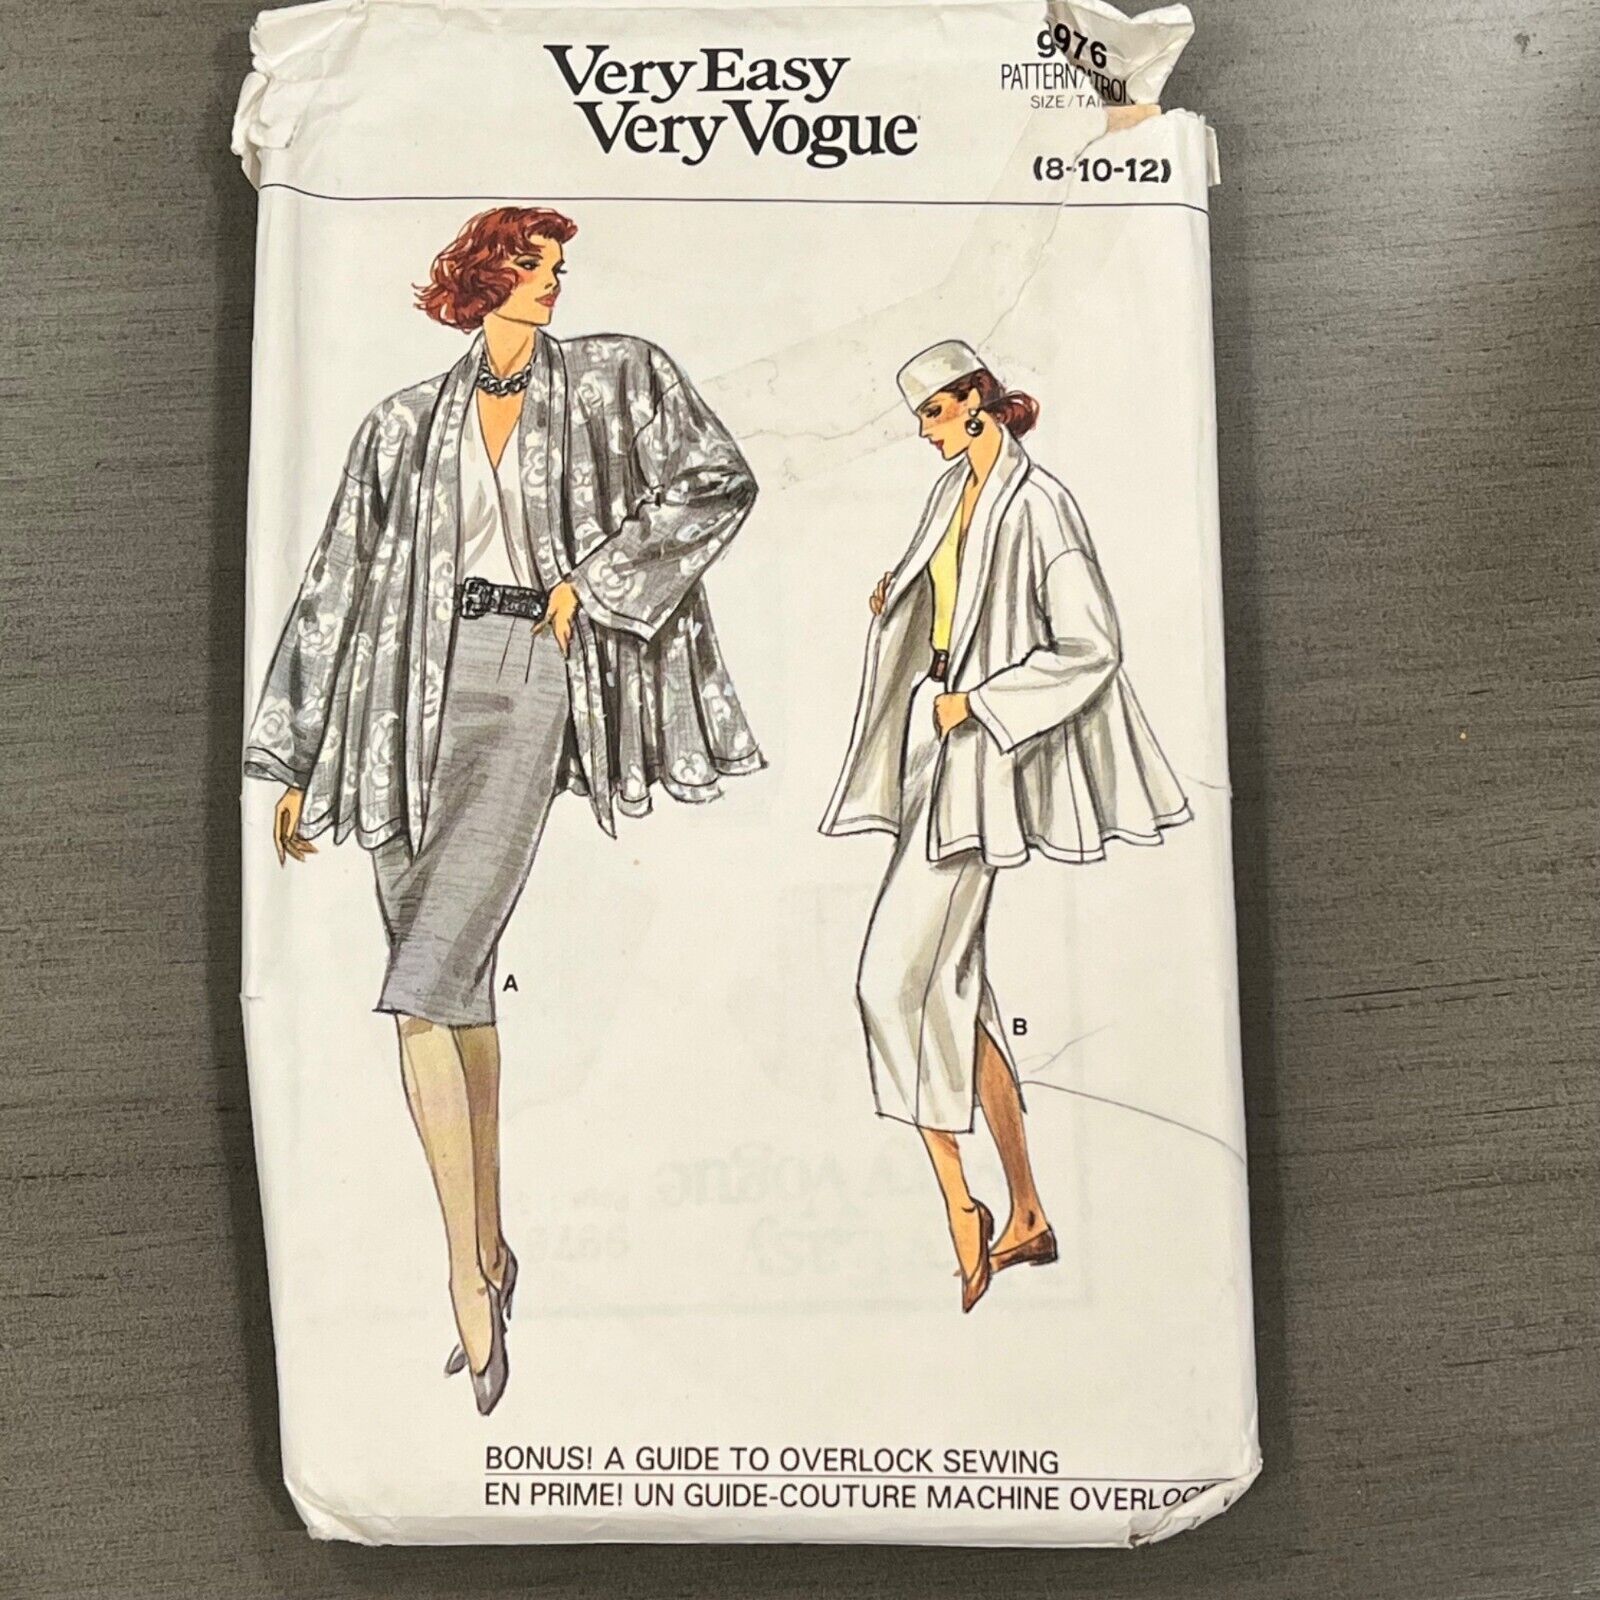 Very Easy
Very Vogue
9976
PATTERN/
SIZE/
(8-10-12)
A
B
BONUS! A GUIDE TO OVERLOCK SEWING
EN PRIME! UN GUIDE-COUTURE MACHINE OVERLOCK